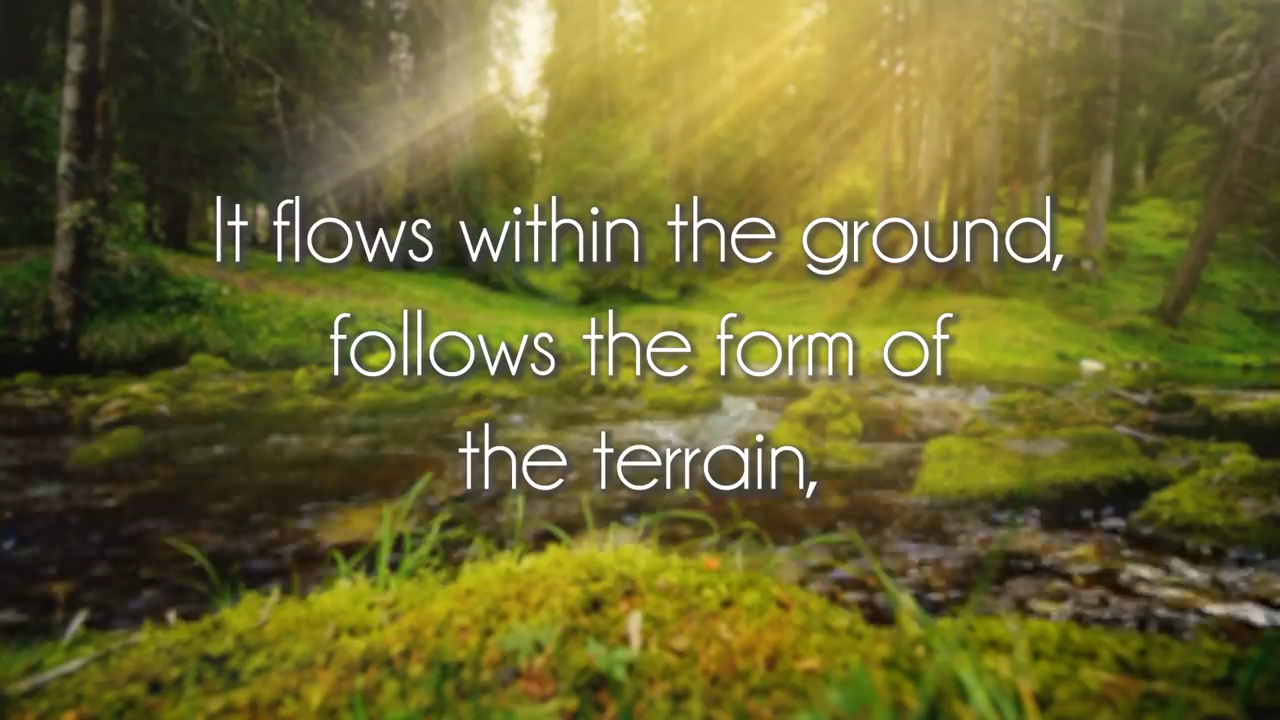 It flows within the ground,
follows the form of
the terrain,